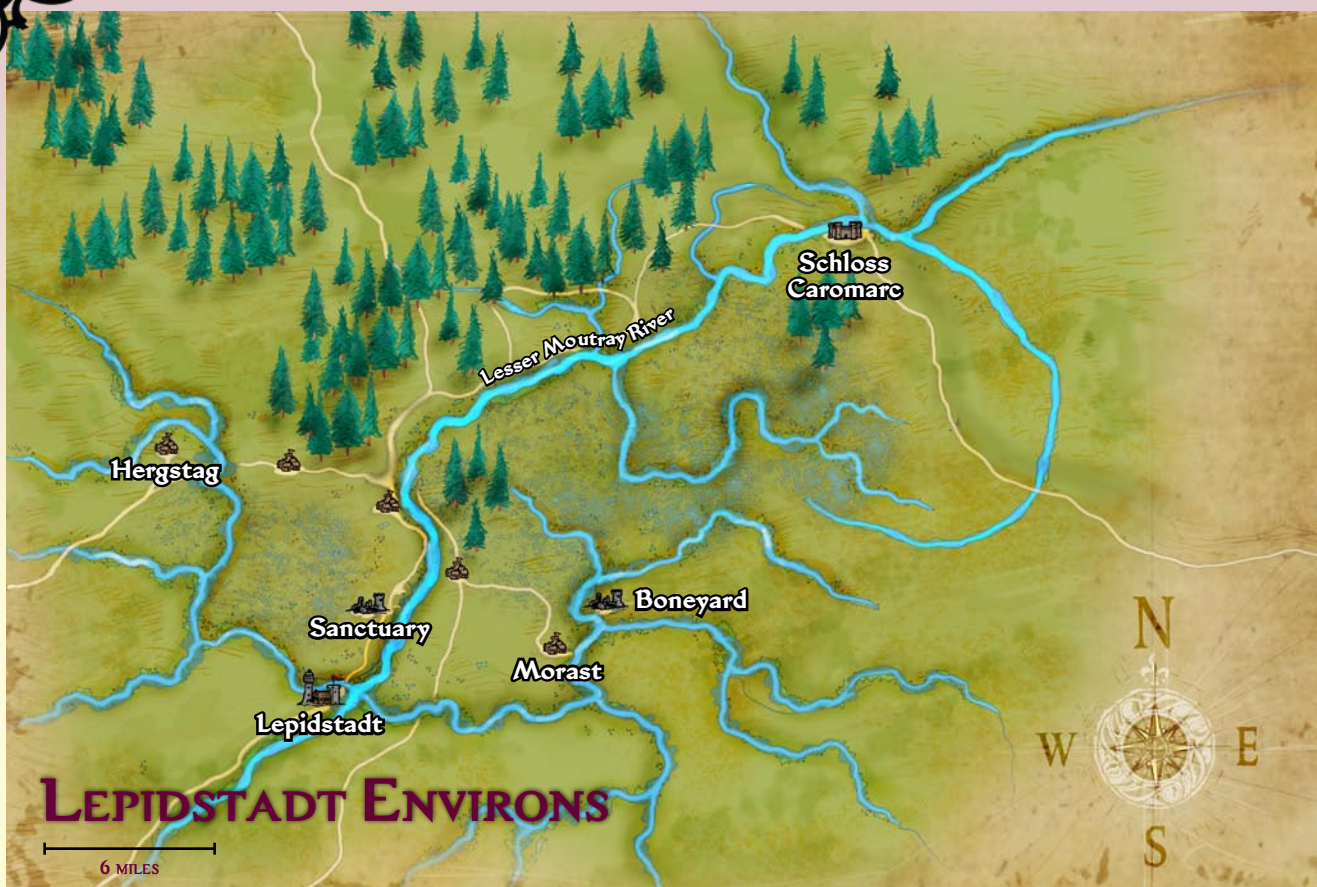 Schloss
Caromarc
Lesser Moutray River
Hergstag
Boneyard
Sanctuary
Morast
Lepidstadt
N
W
E
S
LEPIDSTADT ENVIRONS
6 MILES